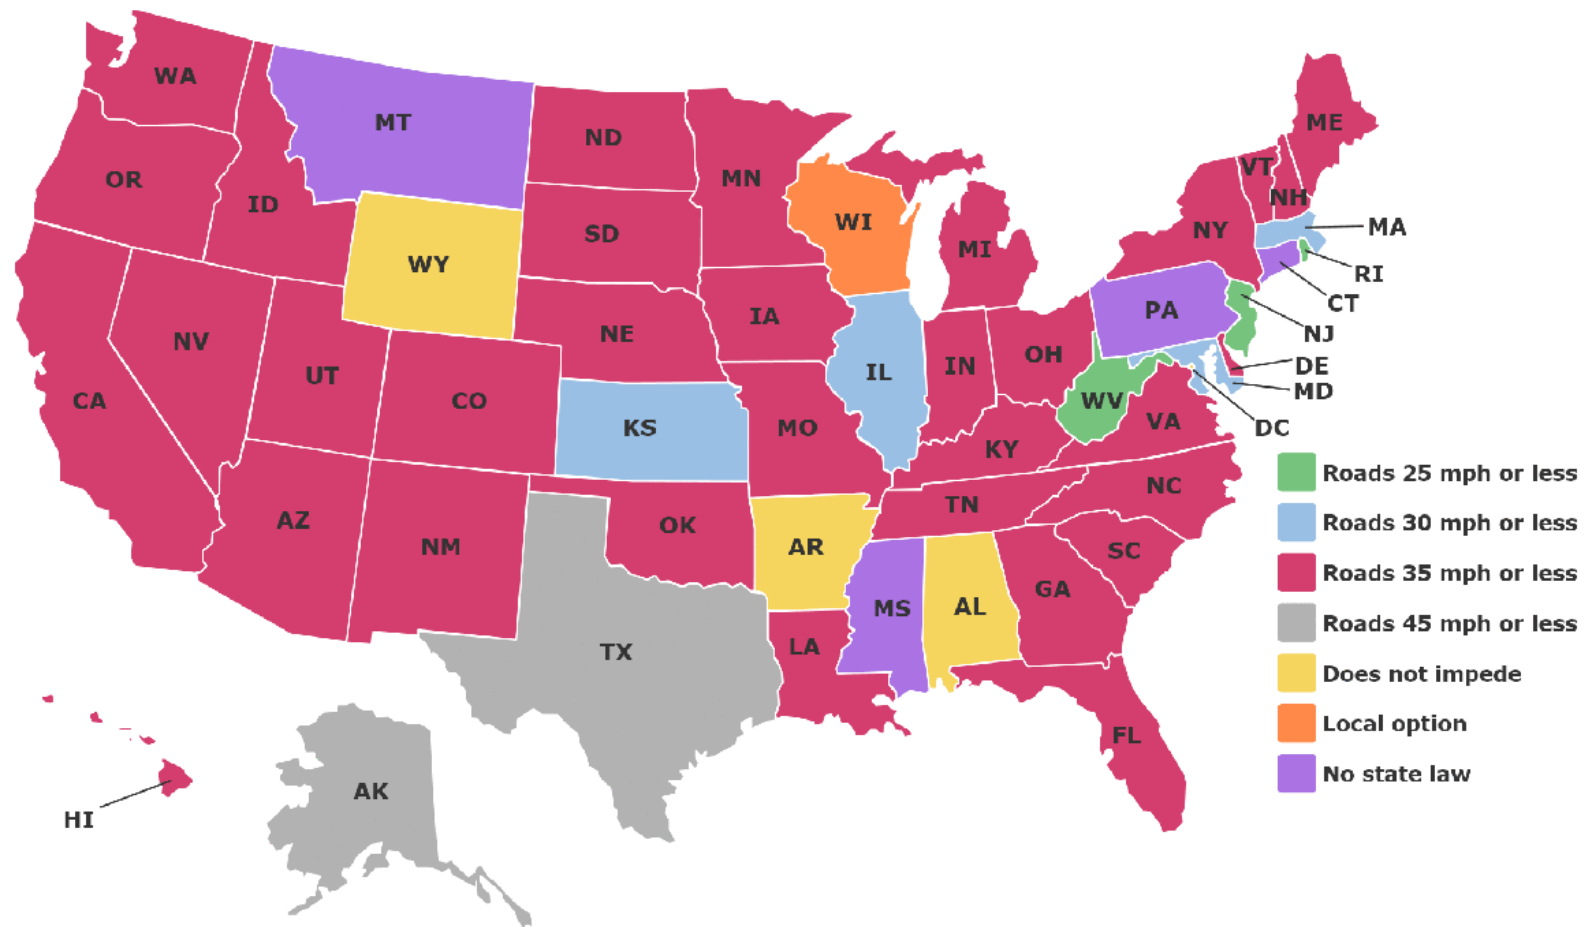 WA
MT
ND
MN
OR
ID
SD
WI
MI
ME
VT
NH
NY
MA
RI
CT
WY
NE
IA
PA
NJ
NV
UT
CO
IL
IN
OH
DE
MD
CA
KS
MO
WV
VA
DC
KY
AZ
NM
OK
AR
TN
NC
SC
MS
AL
GA
TX
LA
FL
AK
HI
Roads 25 mph or less
Roads 30 mph or less
Roads 35 mph or less
Roads 45 mph or less
Does not impede
Local option
No state law